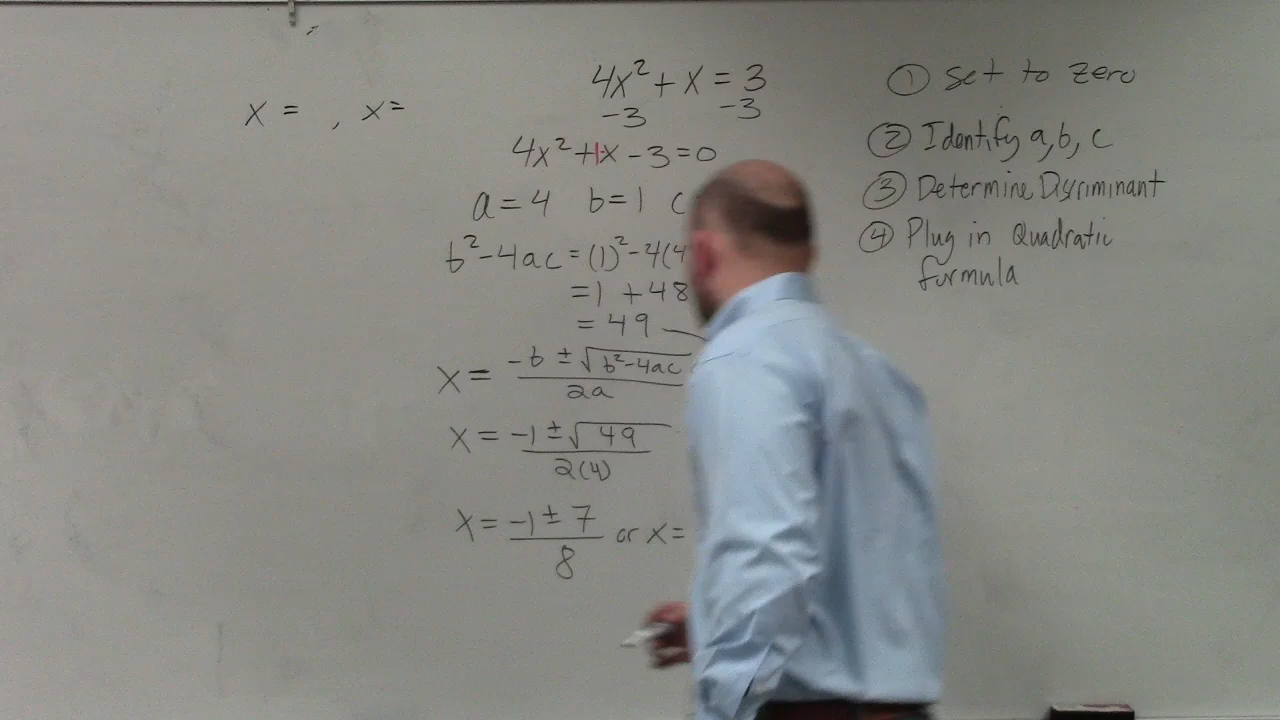 x = , x=
4x² + x = 3
-3 -3
4x² + 1x - 3 = 0
a = 4 b = 1 c
b² - 4ac = (1)² - 4(4
= 1 + 48
= 49
x = -b ± √b²-4ac / 2a
x = -1 ± √49 / 2(4)
x = -1 ± 7 / 8 or x =
① Set to zero
② Identify a, b, c
③ Determine Discriminant
④ Plug in Quadratic
formula